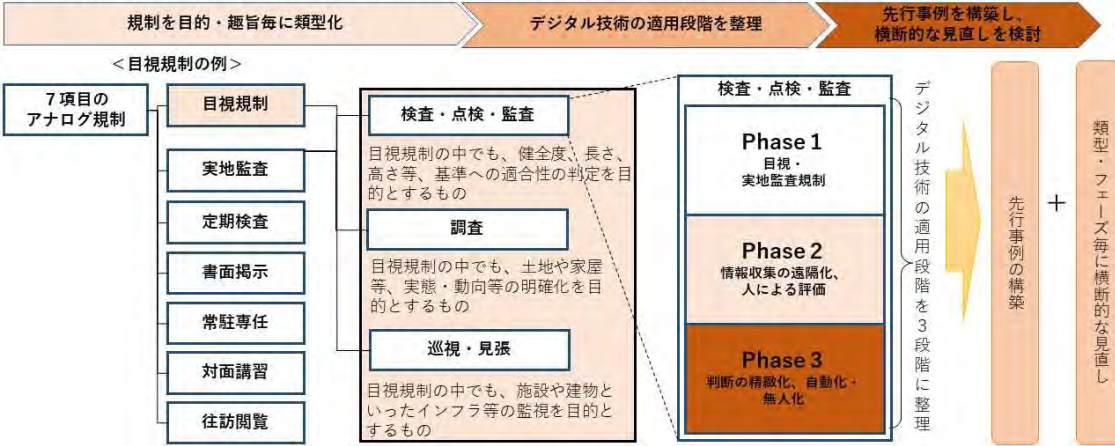 規制を目的・趣旨毎に類型化
デジタル技術の適用段階を整理
先行事例を構築し、
横断的な見直しを検討
＜目視規制の例＞
７項目の
アナログ規制
目視規制
実地監査
定期検査
書面掲示
常駐専任
対面講習
往訪閲覧
検査・点検・監査
目視規制の中でも、健全度、長さ、
高さ等、基準への適合性の判定を目
的とするもの
調査
目視規制の中でも、土地や家屋
等、実態・動向等の明確化を目
的とするもの
巡視・見張
目視規制の中でも、施設や建物と
いったインフラ等の監視を目的と
するもの
検査・点検・監査
Phase 1
目視・
実地監査規制
Phase 2
情報収集の遠隔化、
人による評価
Phase 3
判断の精緻化、自動化・
無人化
デジタル技術の適用段階を３段階に整理
先行事例の構築
＋
類型・フェーズ毎に横断的な見直し